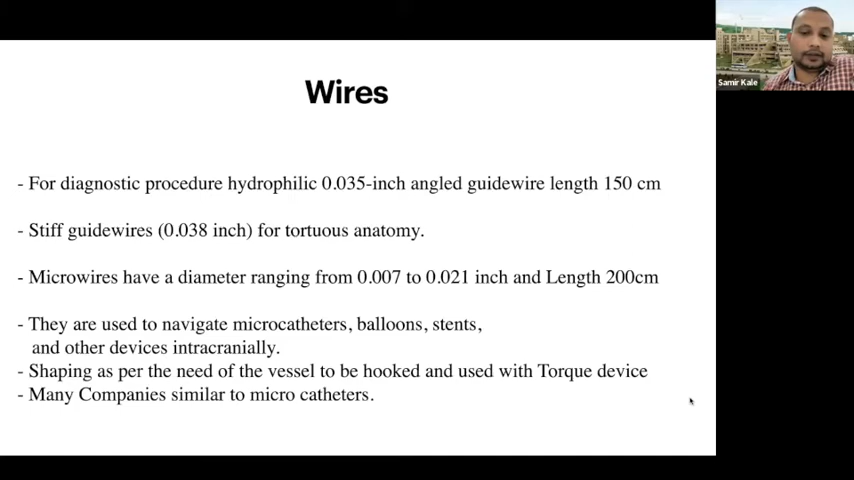 Wires
- For diagnostic procedure hydrophilic 0.035-inch angled guidewire length 150 cm
- Stiff guidewires (0.038 inch) for tortuous anatomy.
- Microwires have a diameter ranging from 0.007 to 0.021 inch and Length 200cm
- They are used to navigate microcatheters, balloons, stents,
and other devices intracranially.
- Shaping as per the need of the vessel to be hooked and used with Torque device
- Many Companies similar to micro catheters.
Samir Kale